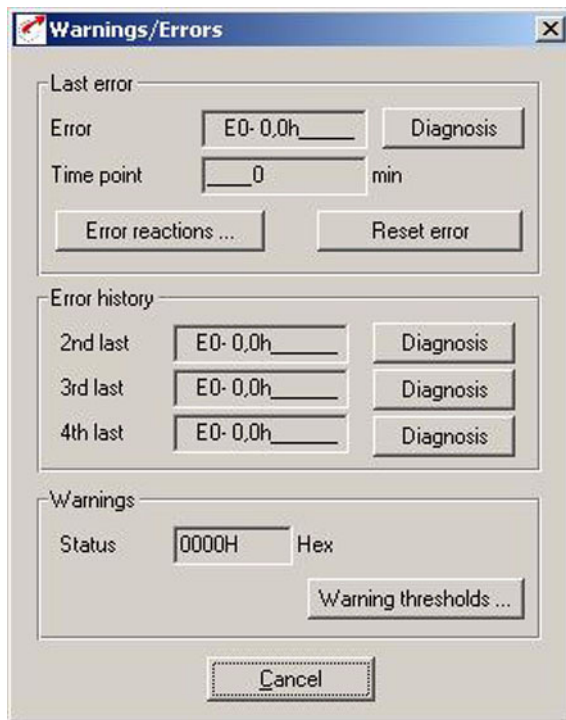 Warnings/Errors
Last error
Error E0- 0,0h_____ Diagnosis
Time point ____0 min
Error reactions ... Reset error
Error history
2nd last E0- 0,0h______ Diagnosis
3rd last E0- 0,0h______ Diagnosis
4th last E0- 0,0h______ Diagnosis
Warnings
Status 0000H Hex
Warning thresholds ...
Cancel